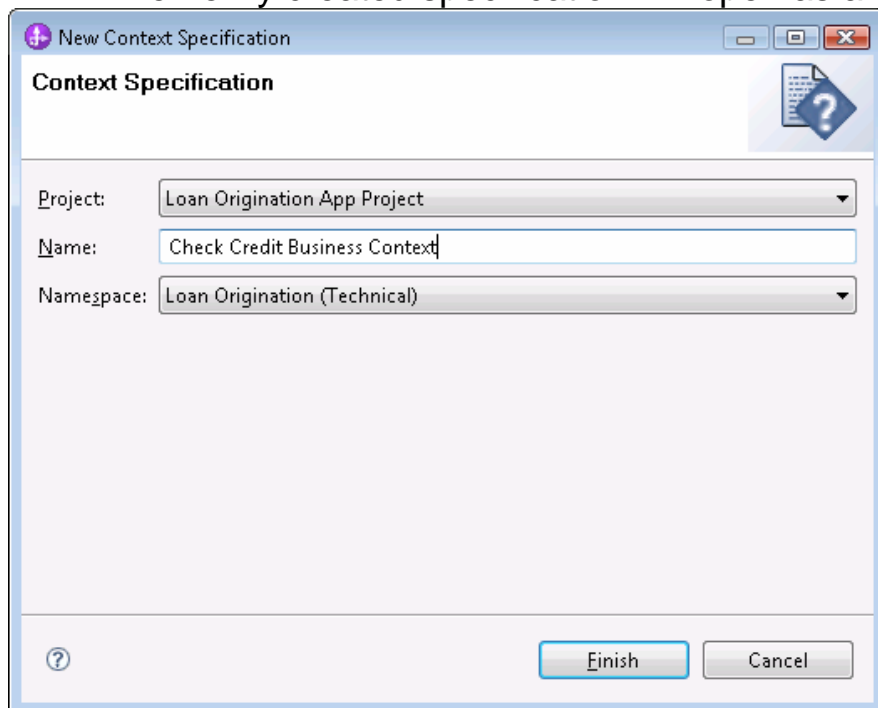 New Context Specification
Context Specification
Project: Loan Origination App Project
Name: Check Credit Business Context
Namespace: Loan Origination (Technical)
Finish Cancel